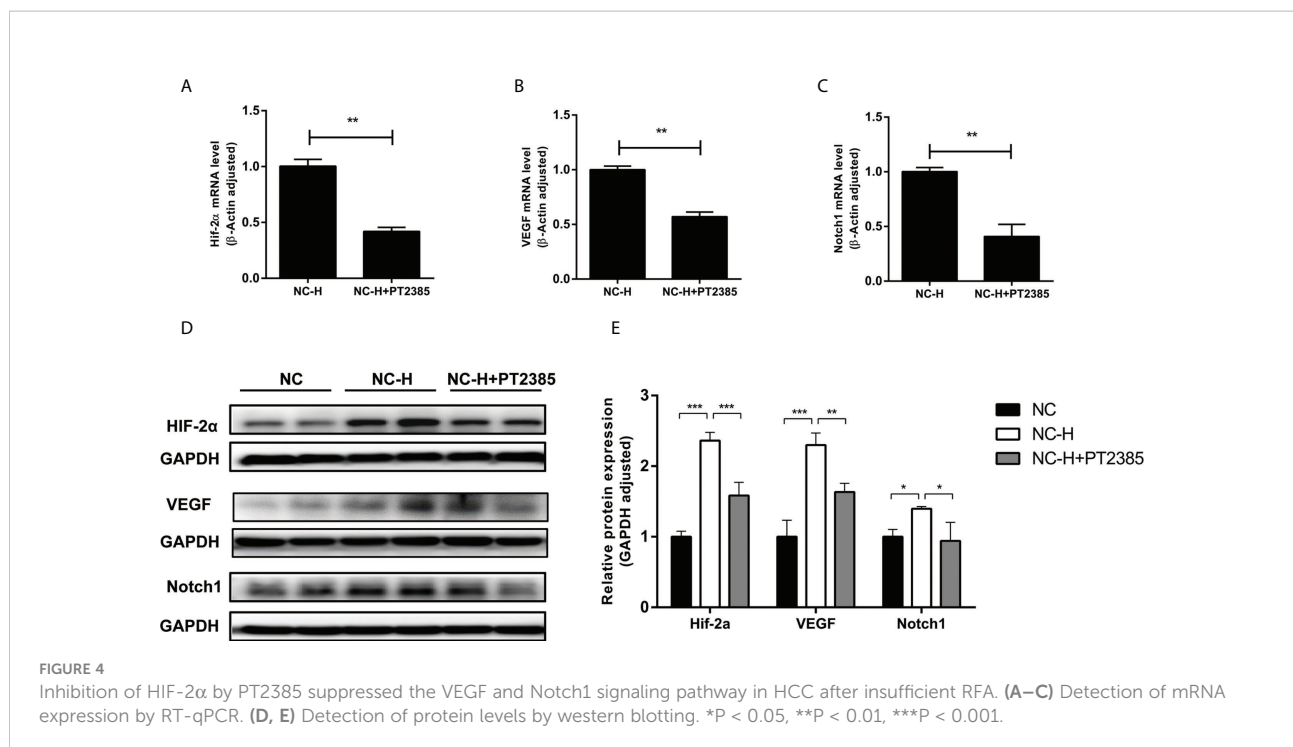 A
B
C
Hif-2α mRNA level
(β-Actin adjusted)
1.5
1.0
0.5
0.0
**
NC-H
NC-H+PT2385
VEGF mRNA level
(β-Actin adjusted)
1.5
1.0
0.5
0.0
**
NC-H
NC-H+PT2385
Notch1 mRNA level
(β-Actin adjusted)
1.5
1.0
0.5
0.0
**
NC-H
NC-H+PT2385
D
NC NC-H NC-H+PT2385
HIF-2α
GAPDH
VEGF
GAPDH
Notch1
GAPDH
E
Relative protein expression
(GAPDH adjusted)
3
2
1
0
*** ***
*** **
* *
Hif-2a VEGF Notch1
NC
NC-H
NC-H+PT2385
FIGURE 4
Inhibition of HIF-2α by PT2385 suppressed the VEGF and Notch1 signaling pathway in HCC after insufficient RFA. (A–C) Detection of mRNA
expression by RT-qPCR. (D, E) Detection of protein levels by western blotting. *P < 0.05, **P < 0.01, ***P < 0.001.